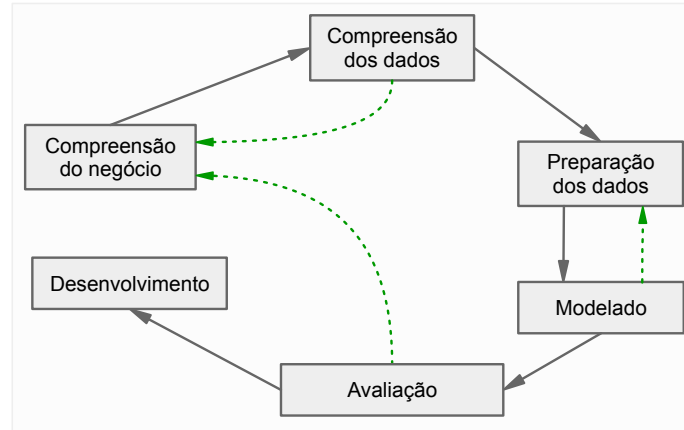 Compreensão
dos dados
Compreensão
do negócio
Preparação
dos dados
Desenvolvimento
Modelado
Avaliação